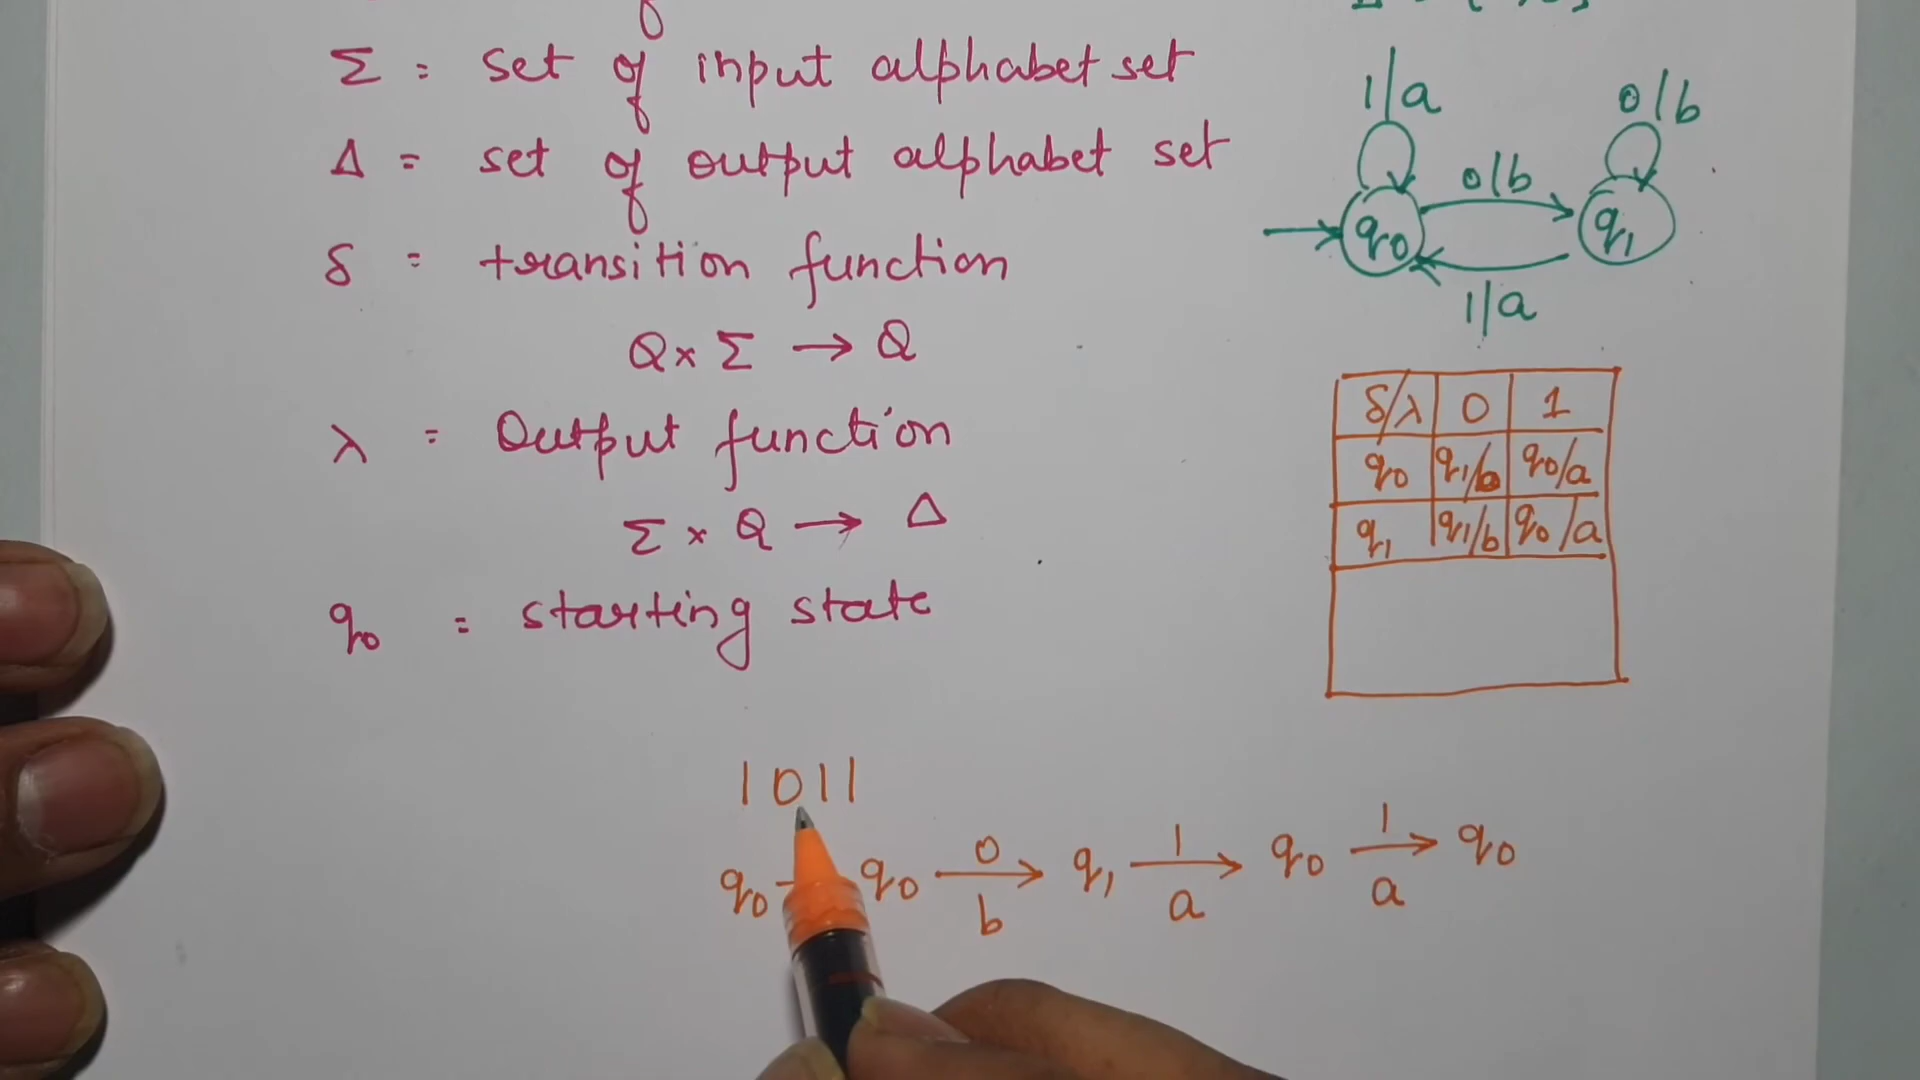 Σ = set of input alphabet set
Δ = set of output alphabet set
δ = transition function
Q × Σ → Q
λ = Output function
Σ × Q → Δ
q0 = starting state
1/a
0/b
0/b
q0
q1
1/a
δ/λ 0 1
q0 q1/b q0/a
q1 q1/b q0/a
1011
0 1 1
q0 q0 → q1 → q0 → q0
b a a